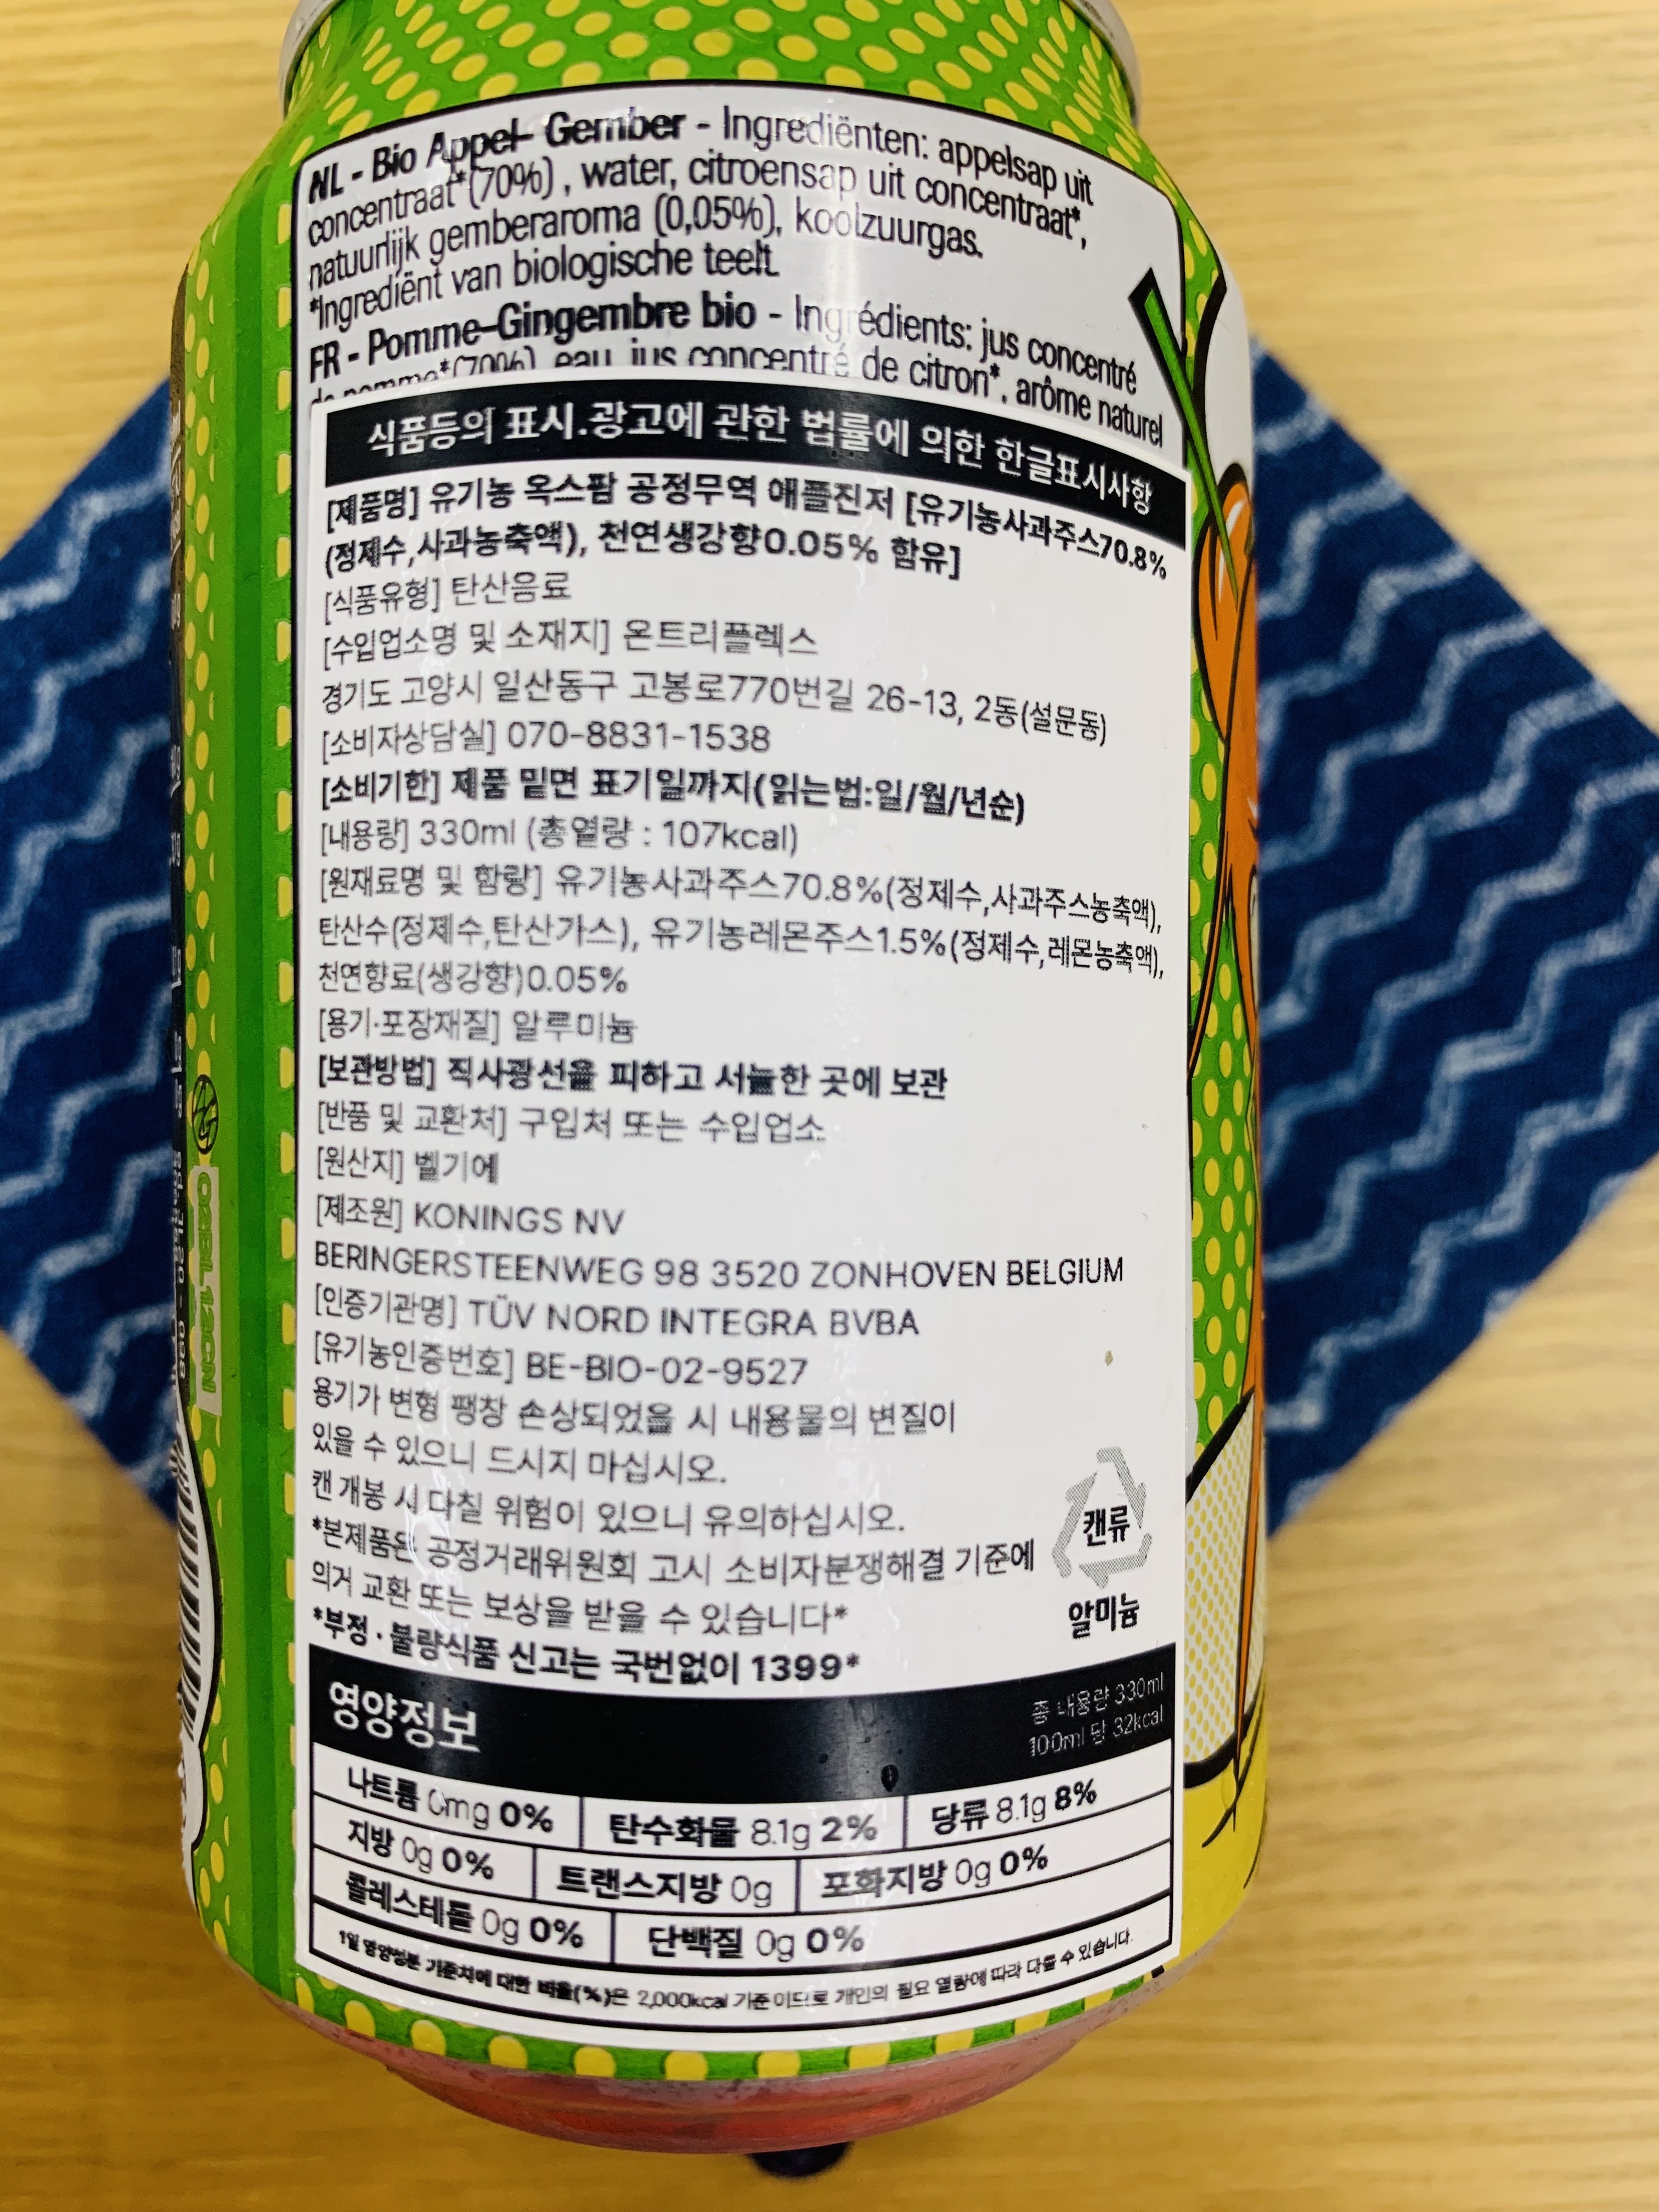 NL - Bio Appel- Gember - Ingrediënten: appelsap uit
concentraat*(70%) , water, citroensap uit concentraat*,
natuurlijk gemberaroma (0,05%), koolzuurgas.
*Ingrediënt van biologische teelt.
FR - Pomme-Gingembre bio - Ingrédients: jus concentré
de pomme*(70%), eau, jus concentré de citron*, arôme naturel
식품등의 표시.광고에 관한 법률에 의한 한글표시사항
[제품명] 유기농 옥스팜 공정무역 애플진저 [유기농사과주스70.8%
(정제수,사과농축액), 천연생강향0.05% 함유]
[식품유형] 탄산음료
[수입업소명 및 소재지] 온트리플렉스
경기도 고양시 일산동구 고봉로770번길 26-13, 2동(설문동)
[소비자상담실] 070-8831-1538
[소비기한] 제품 밑면 표기일까지(읽는법:일/월/년순)
[내용량] 330ml (총열량 : 107kcal)
[원재료명 및 함량] 유기농사과주스70.8%(정제수,사과주스농축액),
탄산수(정제수,탄산가스), 유기농레몬주스1.5%(정제수,레몬농축액),
천연향료(생강향)0.05%
[용기·포장재질] 알루미늄
[보관방법] 직사광선을 피하고 서늘한 곳에 보관
[반품 및 교환처] 구입처 또는 수입업소
[원산지] 벨기에
[제조원] KONINGS NV
BERINGERSTEENWEG 98 3520 ZONHOVEN BELGIUM
[인증기관명] TÜV NORD INTEGRA BVBA
[유기농인증번호] BE-BIO-02-9527
용기가 변형 팽창 손상되었을 시 내용물의 변질이
있을 수 있으니 드시지 마십시오.
캔 개봉 시 다칠 위험이 있으니 유의하십시오.
*본제품은 공정거래위원회 고시 소비자분쟁해결 기준에
의거 교환 또는 보상을 받을 수 있습니다*
*부정·불량식품 신고는 국번없이 1399*
캔류
알미늄
영양정보
총 내용량 330ml
100ml 당 32kcal
나트륨 0mg 0% 탄수화물 8.1g 2% 당류 8.1g 8%
지방 0g 0% 트랜스지방 0g 포화지방 0g 0%
콜레스테롤 0g 0% 단백질 0g 0%
1일 영양성분 기준치에 대한 비율(%)은 2,000kcal 기준이므로 개인의 필요 열량에 따라 다를 수 있습니다.